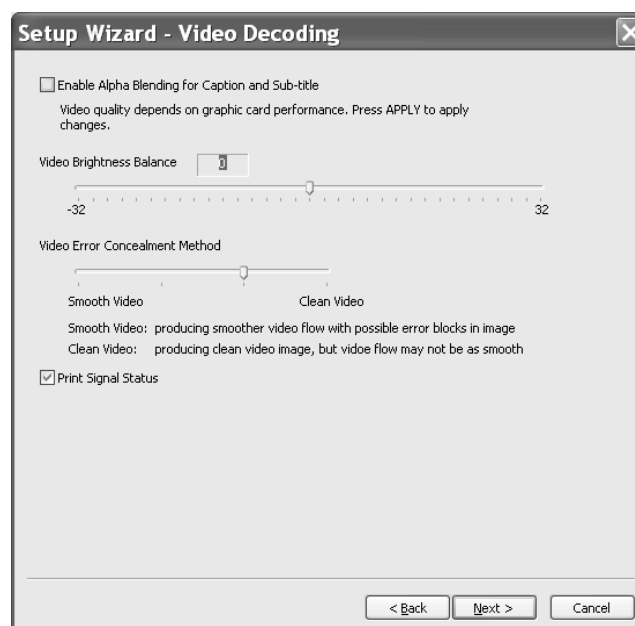 Setup Wizard - Video Decoding
Enable Alpha Blending for Caption and Sub-title
Video quality depends on graphic card performance. Press APPLY to apply
changes.
Video Brightness Balance 0
-32 32
Video Error Concealment Method
Smooth Video Clean Video
Smooth Video: producing smoother video flow with possible error blocks in image
Clean Video: producing clean video image, but vidoe flow may not be as smooth
Print Signal Status
< Back Next > Cancel